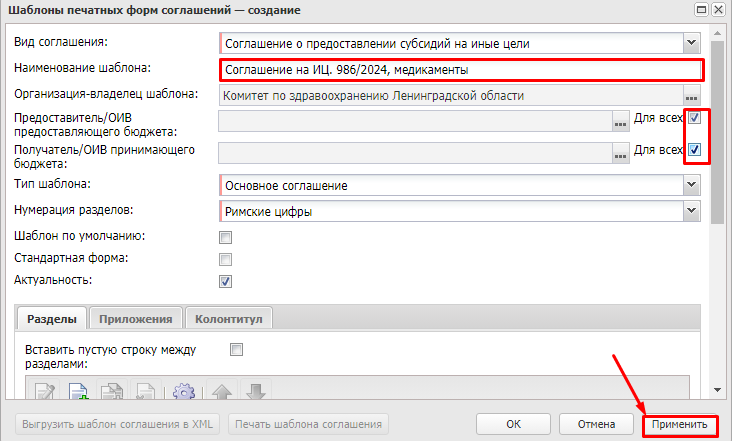 Шаблоны печатных форм соглашений — создание
Вид соглашения:
Соглашение о предоставлении субсидий на иные цели
Наименование шаблона:
Соглашение на ИЦ. 986/2024, медикаменты
Организация-владелец шаблона:
Комитет по здравоохранению Ленинградской области
Предоставитель/ОИВ
предоставляющего бюджета:
Для всех
Получатель/ОИВ принимающего
бюджета:
Для всех
Тип шаблона:
Основное соглашение
Нумерация разделов:
Римские цифры
Шаблон по умолчанию:
Стандартная форма:
Актуальность:
Разделы
Приложения
Колонтитул
Вставить пустую строку между
разделами:
Выгрузить шаблон соглашения в XML
Печать шаблона соглашения
ОК
Отмена
Применить